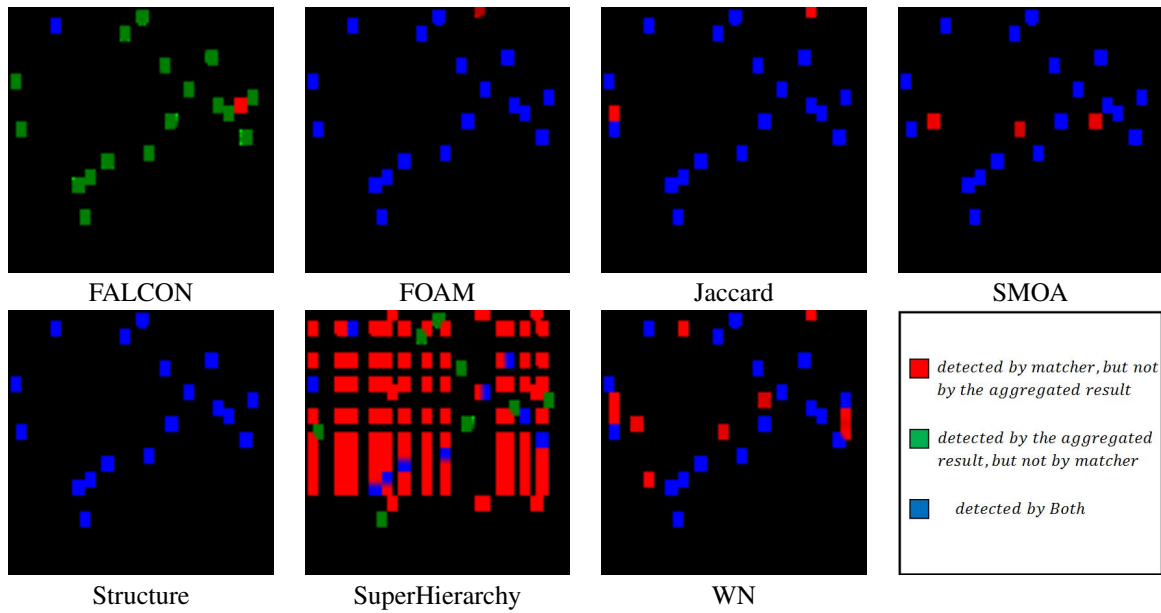 FALCON
FOAM
Jaccard
SMOA
Structure
SuperHierarchy
WN
detected by matcher, but not
by the aggregated result
detected by the aggregated
result, but not by matcher
detected by Both